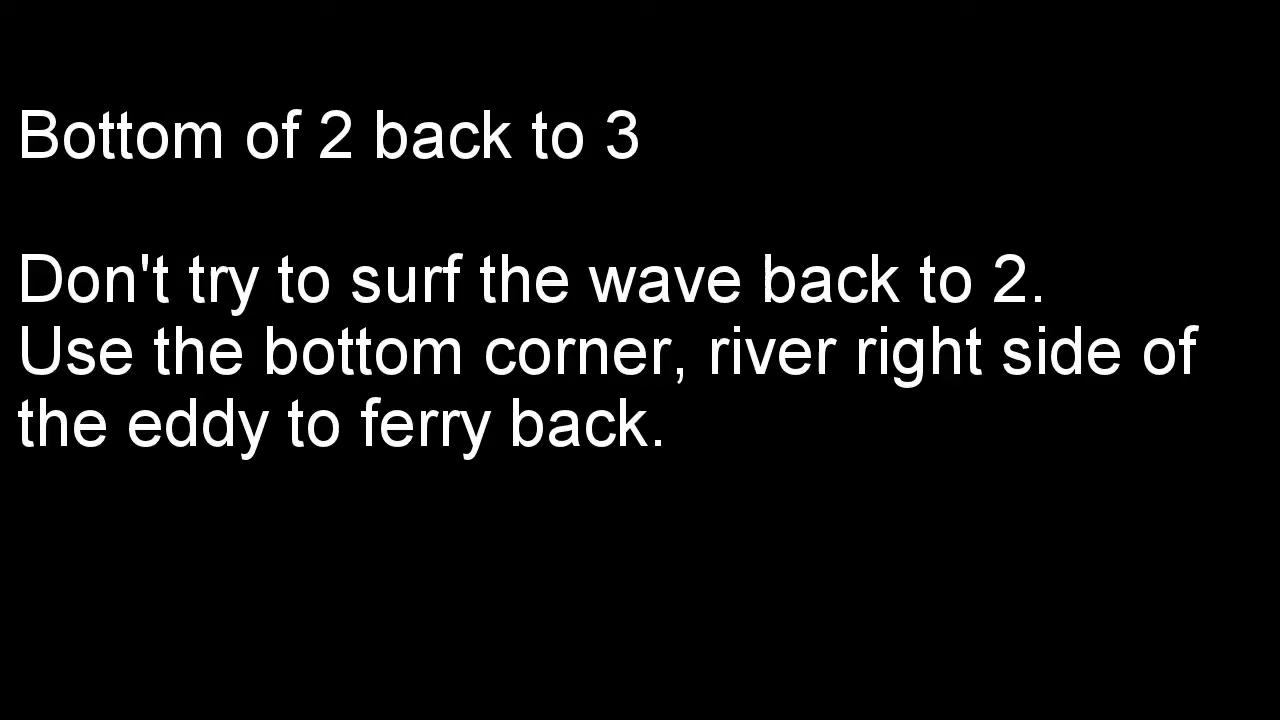 Bottom of 2 back to 3
Don't try to surf the wave back to 2.
Use the bottom corner, river right side of
the eddy to ferry back.